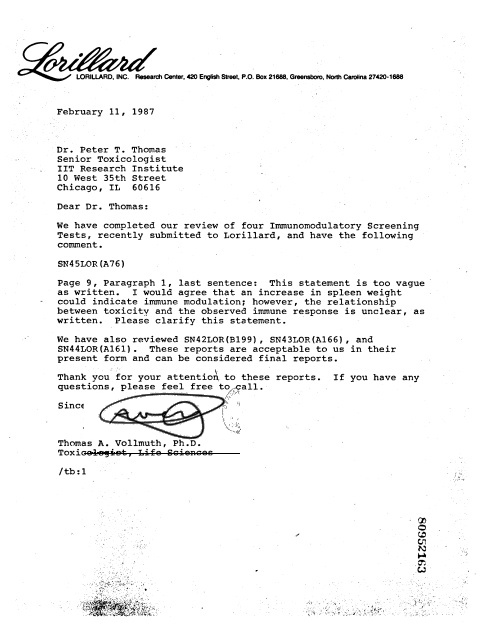 Lorillard
LORILLARD, INC. Research Center, 420 English Street, P.O. Box 21688, Greensboro, North Carolina 27420-1688
February 11, 1987
Dr. Peter T. Thomas
Senior Toxicologist
IIT Research Institute
10 West 35th Street
Chicago, IL 60616
Dear Dr. Thomas:
We have completed our review of four Immunomodulatory Screening
Tests, recently submitted to Lorillard, and have the following
comment.
SN45LOR(A76)
Page 9, Paragraph 1, last sentence: This statement is too vague
as written. I would agree that an increase in spleen weight
could indicate immune modulation; however, the relationship
between toxicity and the observed immune response is unclear, as
written. Please clarify this statement.
We have also reviewed SN42LOR(B199), SN43LOR(A166), and
SN44LOR(A161). These reports are acceptable to us in their
present form and can be considered final reports.
Thank you for your attention to these reports. If you have any
questions, please feel free to call.
Since
Thomas A. Vollmuth, Ph.D.
Toxicologist, Life Sciences
/tb:1
80952163